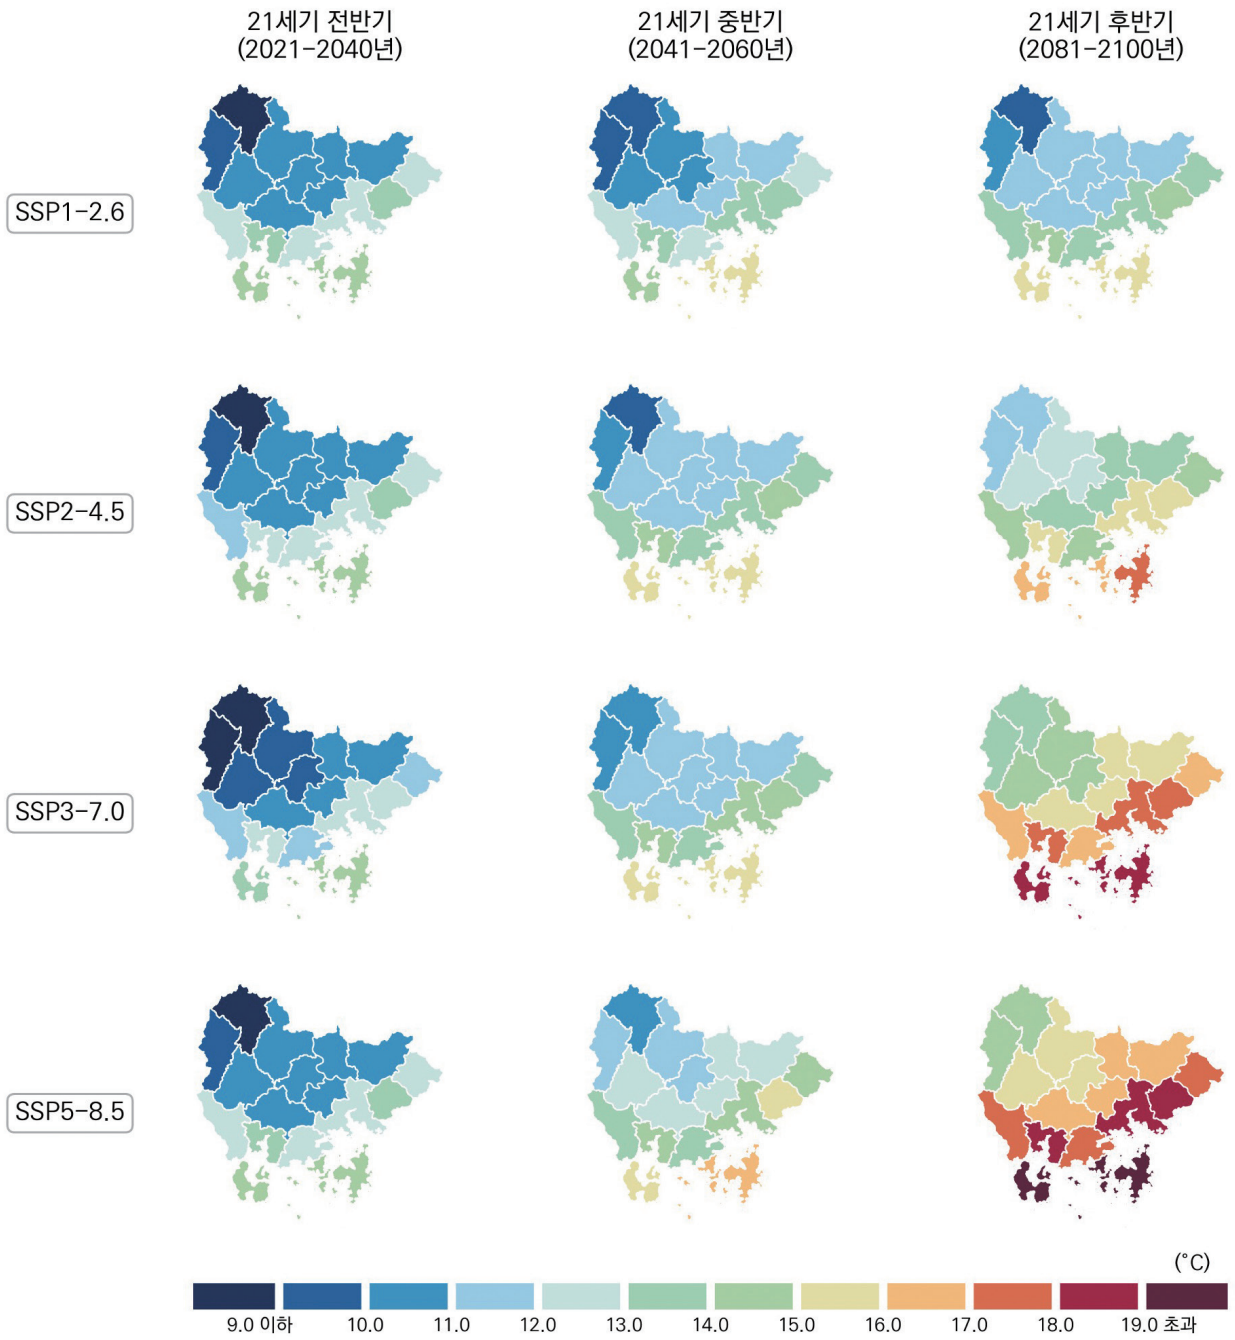 21세기 전반기
(2021-2040년)
21세기 중반기
(2041-2060년)
21세기 후반기
(2081-2100년)
SSP1-2.6
SSP2-4.5
SSP3-7.0
SSP5-8.5
(°C)
9.0 이하 10.0 11.0 12.0 13.0 14.0 15.0 16.0 17.0 18.0 19.0 초과